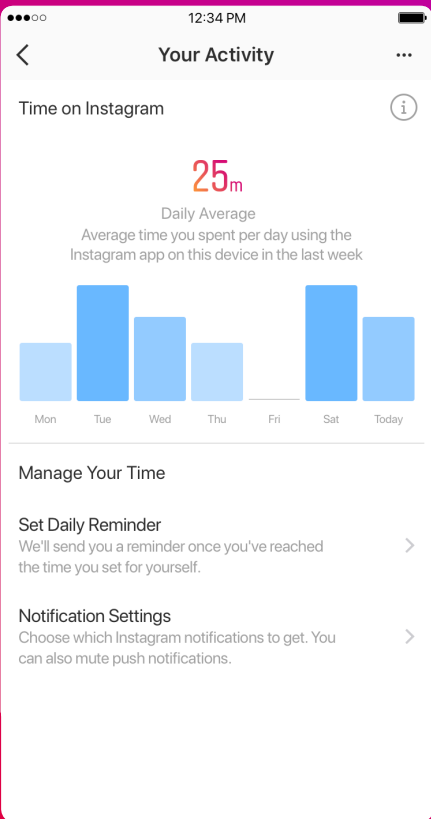 12:34 PM
Your Activity
Time on Instagram
25m
Daily Average
Average time you spent per day using the
Instagram app on this device in the last week
Mon Tue Wed Thu Fri Sat Today
Manage Your Time
Set Daily Reminder
We'll send you a reminder once you've reached
the time you set for yourself.
Notification Settings
Choose which Instagram notifications to get. You
can also mute push notifications.